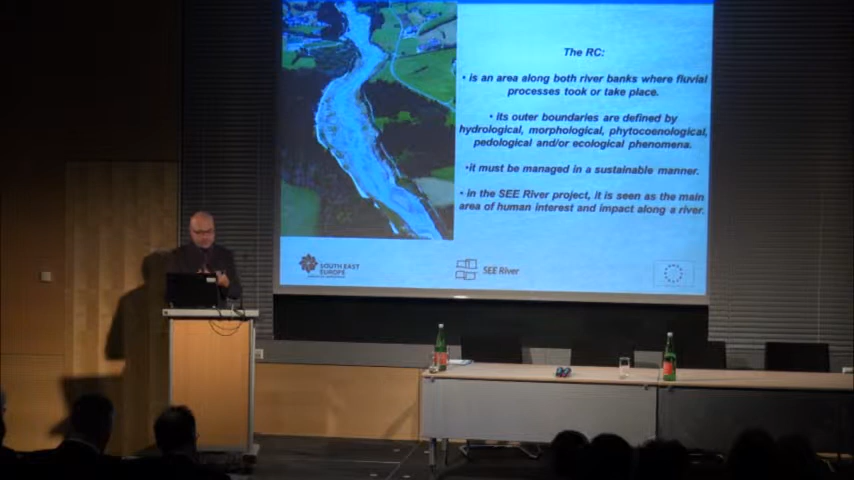 The RC:
• is an area along both river banks where fluvial
processes took or take place.
• its outer boundaries are defined by
hydrological, morphological, phytocoenological,
pedological and/or ecological phenomena.
•it must be managed in a sustainable manner.
• in the SEE River project, it is seen as the main
area of human interest and impact along a river.
SOUTH EAST
EUROPE
SEE River